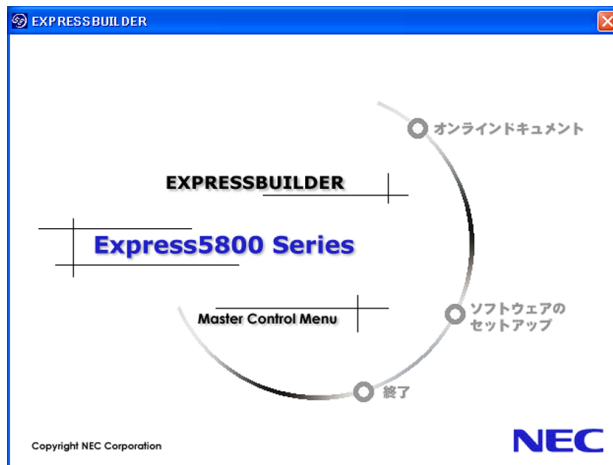 EXPRESSBUILDER
オンラインドキュメント
EXPRESSBUILDER
Express5800 Series
ソフトウェアの
セットアップ
Master Control Menu
終了
Copyright NEC Corporation
NEC